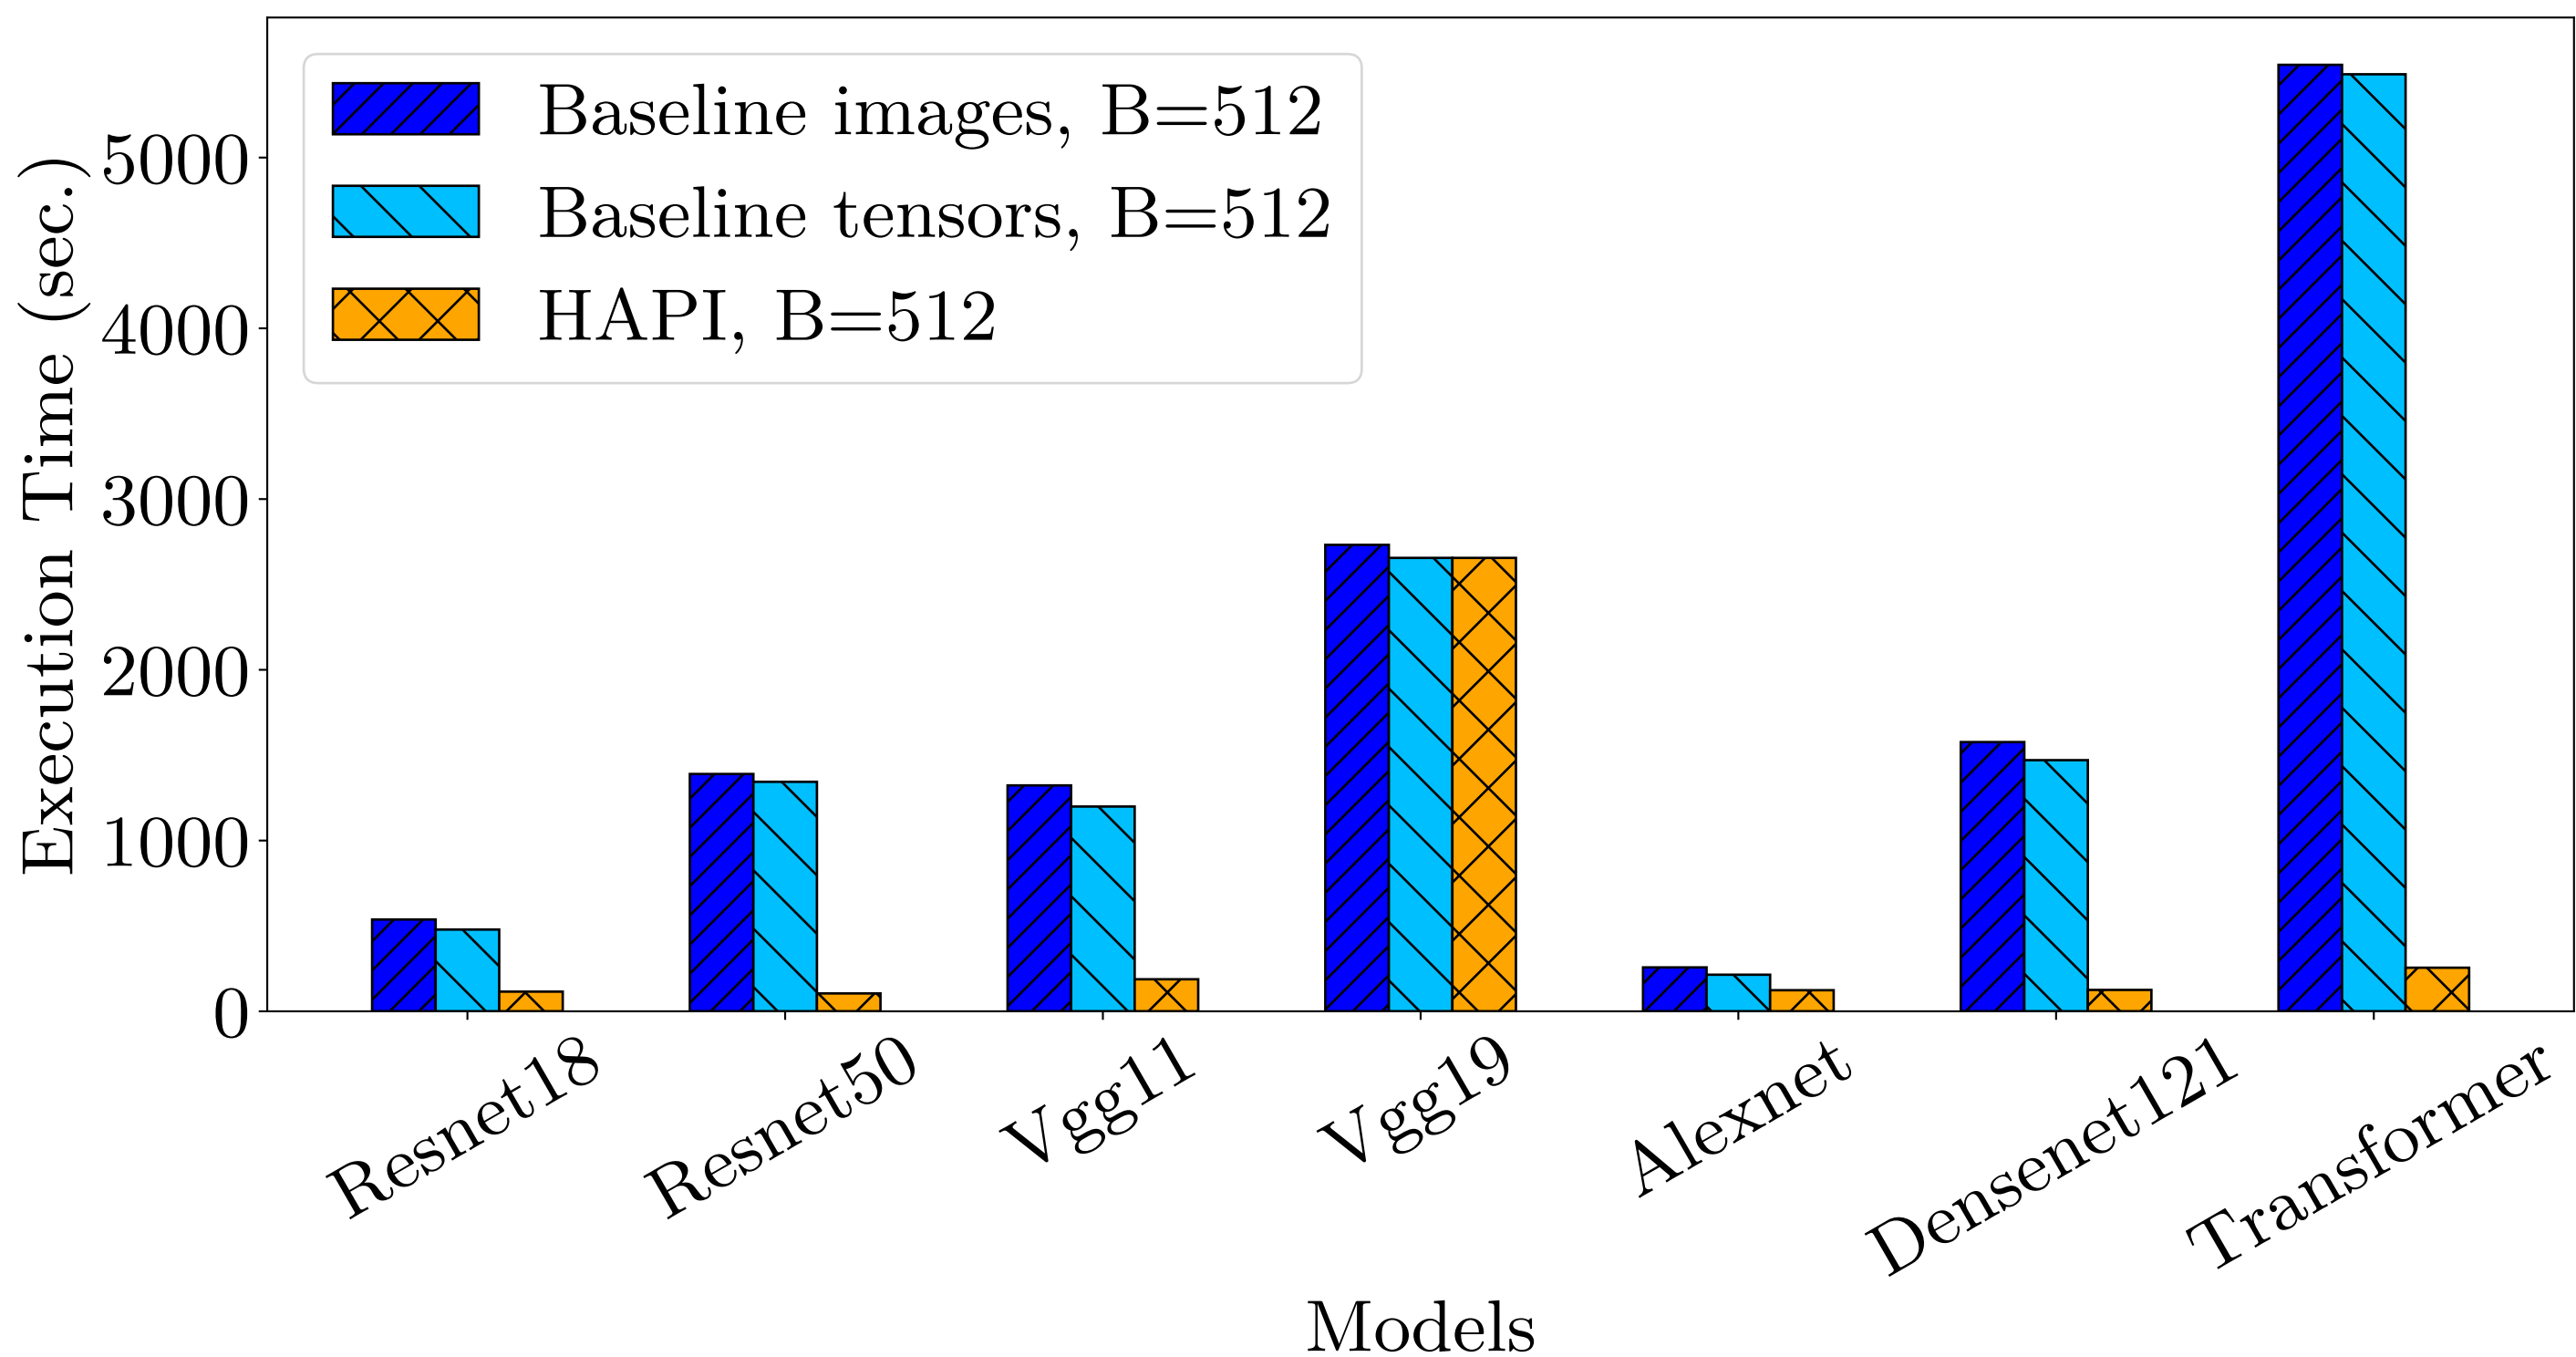 Baseline images, B=512
Baseline tensors, B=512
HAPI, B=512
Execution Time (sec.)
5000
4000
3000
2000
1000
0
Resnet18
Resnet50
Vgg11
Vgg19
Alexnet
Densenet121
Transformer
Models